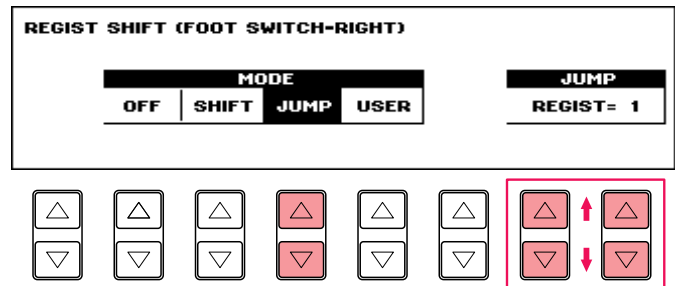 REGIST SHIFT (FOOT SWITCH-RIGHT)
MODE
OFF SHIFT JUMP USER
JUMP
REGIST= 1